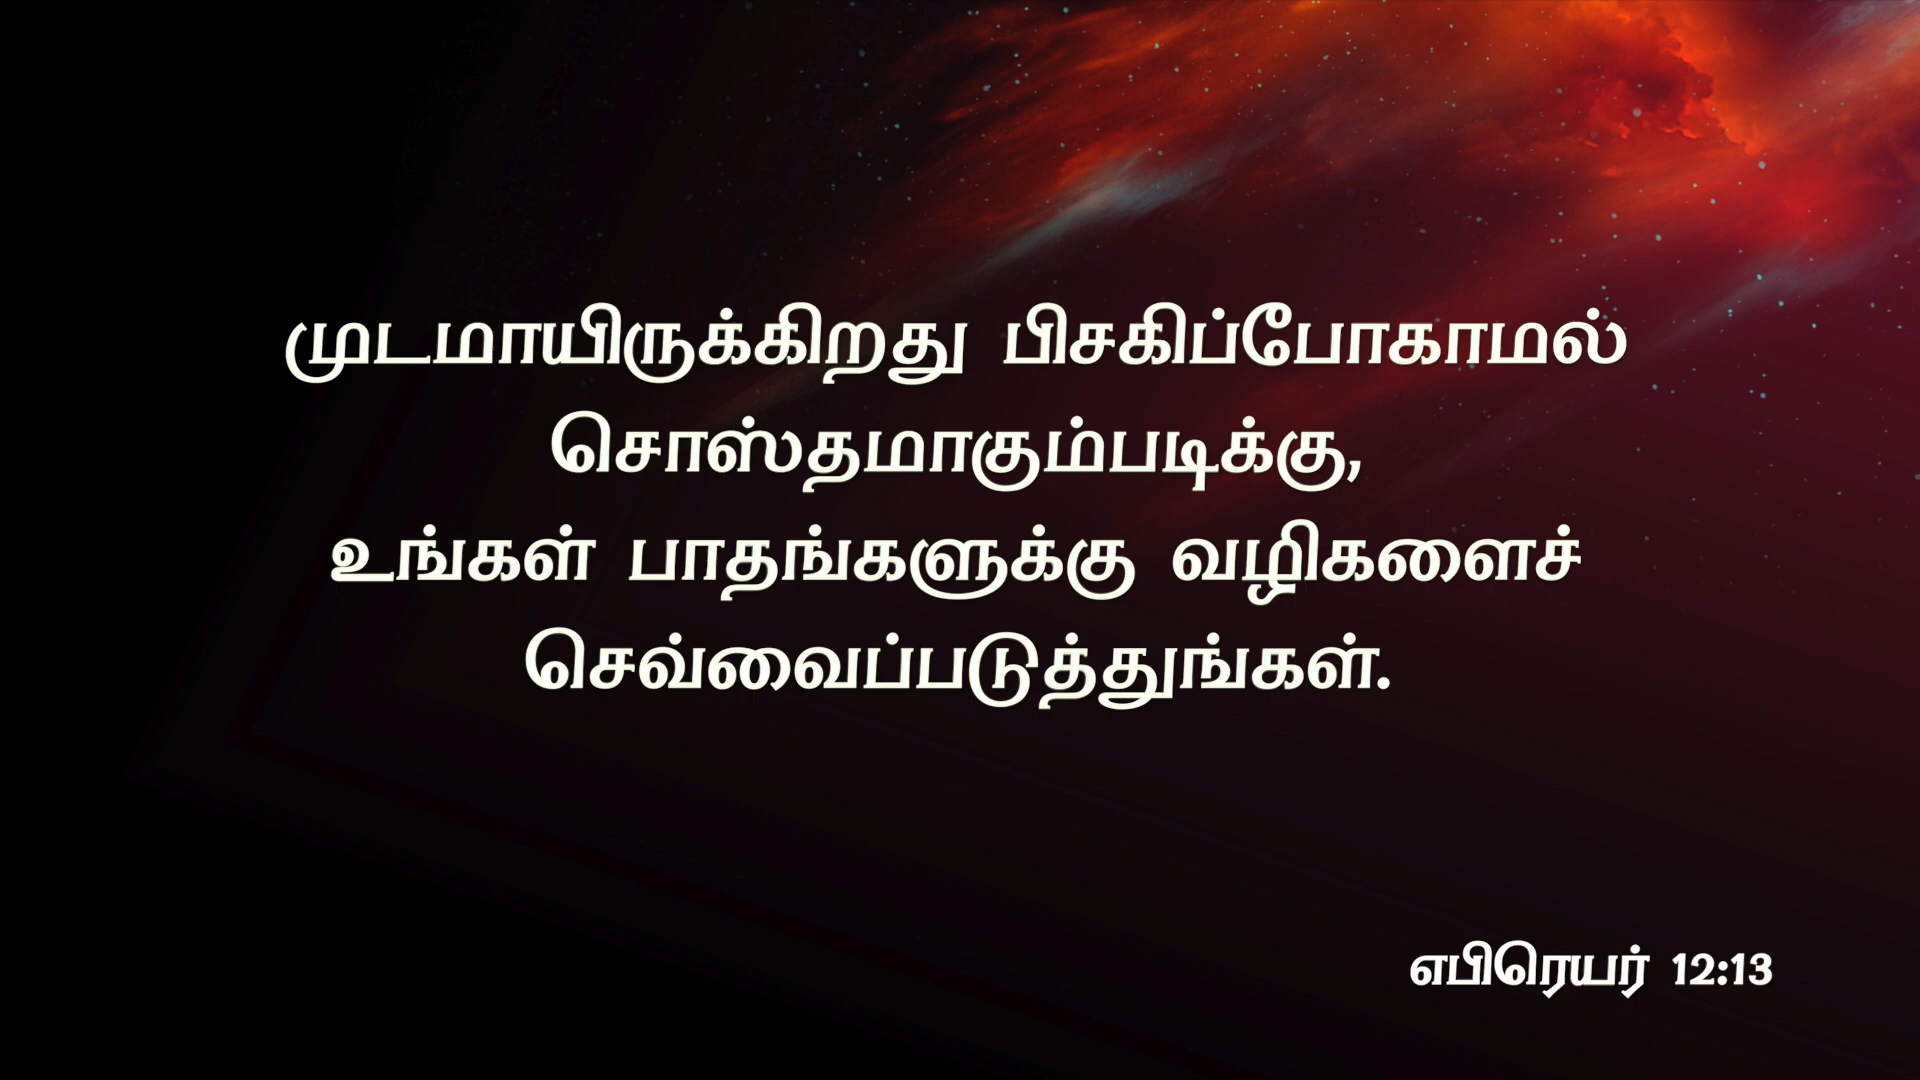 முடமாயிருக்கிறது பிசகிப்போகாமல்
சொஸ்தமாகும்படிக்கு,
உங்கள் பாதங்களுக்கு வழிகளைச்
செவ்வைப்படுத்துங்கள்.
எபிரெயர் 12:13